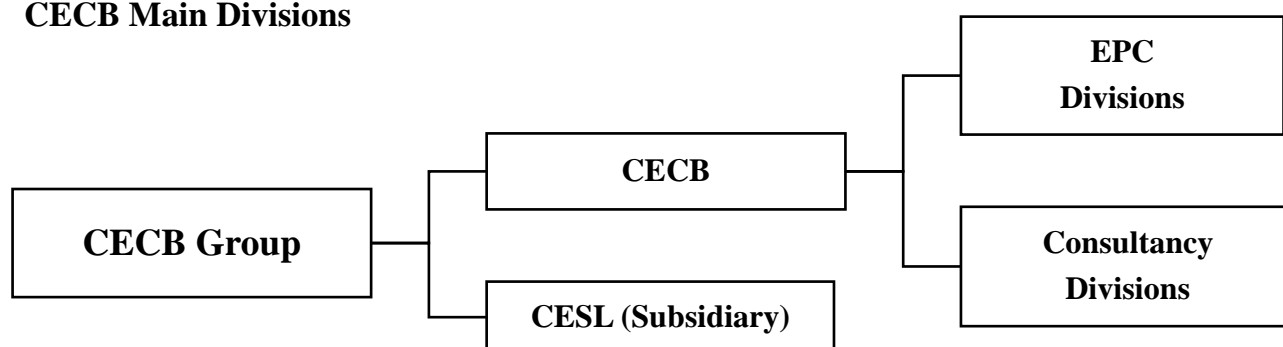 CECB Main Divisions
EPC
Divisions
CECB
CECB Group
Consultancy
Divisions
CESL (Subsidiary)